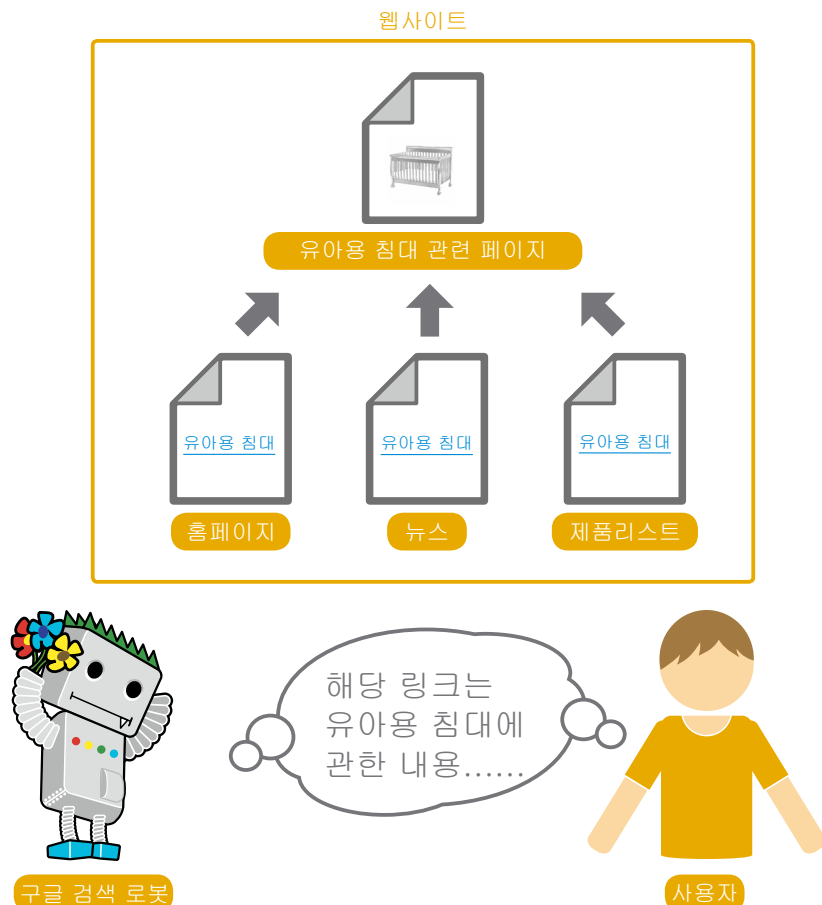 웹사이트
유아용 침대 관련 페이지
유아용 침대
유아용 침대
유아용 침대
홈페이지
뉴스
제품리스트
해당 링크는
유아용 침대에
관한 내용......
구글 검색 로봇
사용자